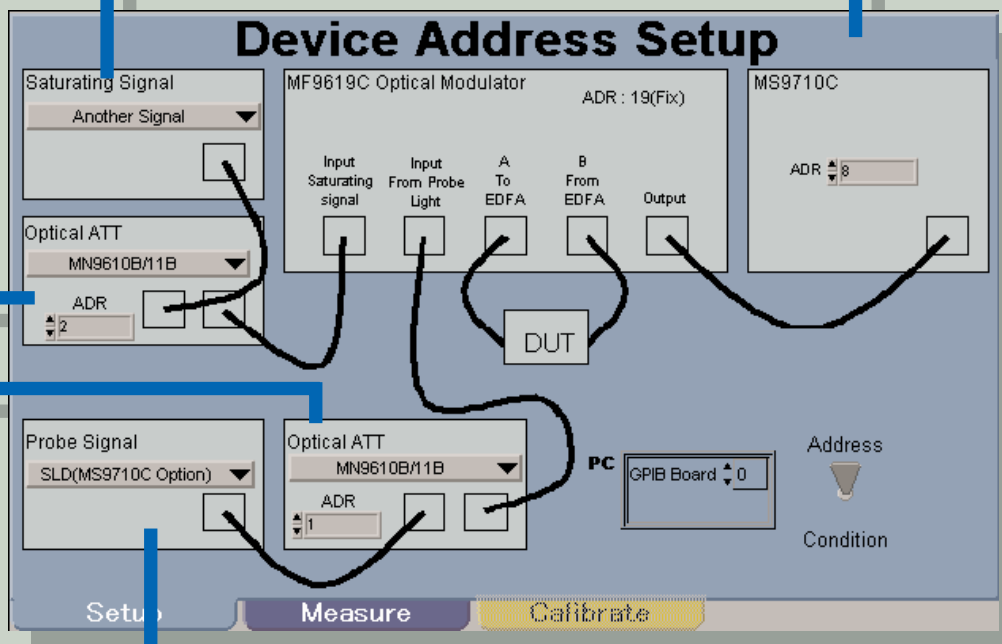 Device Address Setup
Saturating Signal
Another Signal
MF9619C Optical Modulator
ADR : 19(Fix)
Input
Saturating
signal
Input
From Probe
Light
A
To
EDFA
B
From
EDFA
Output
MS9710C
ADR 8
Optical ATT
MN9610B/11B
ADR
2
DUT
Probe Signal
SLD(MS9710C Option)
Optical ATT
MN9610B/11B
ADR
1
PC
GPIB Board 0
Address
Condition
Setup
Measure
Calibrate